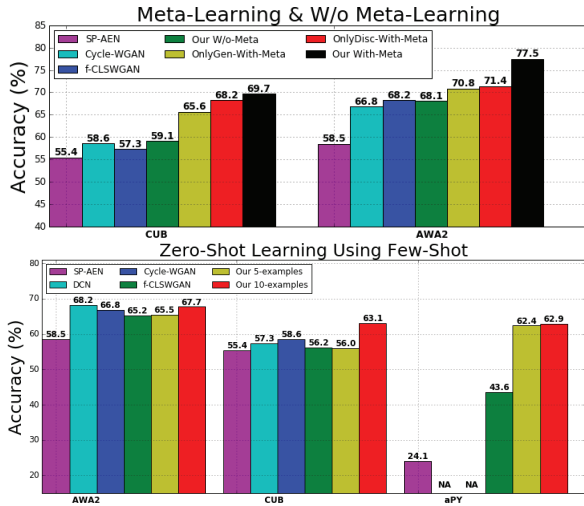 Meta-Learning & W/o Meta-Learning
SP-AEN Our W/o-Meta OnlyDisc-With-Meta
Cycle-WGAN OnlyGen-With-Meta Our With-Meta
f-CLSWGAN
Accuracy (%)
85
80
75
70
65
60
55
50
45
40
55.4 58.6 57.3 59.1 65.6 68.2 69.7
58.5 66.8 68.2 68.1 70.8 71.4 77.5
CUB AWA2
Zero-Shot Learning Using Few-Shot
SP-AEN Cycle-WGAN Our 5-examples
DCN f-CLSWGAN Our 10-examples
Accuracy (%)
80
70
60
50
40
30
20
58.5 68.2 66.8 65.2 65.5 67.7
55.4 57.3 58.6 56.2 56.0 63.1
24.1 NA NA 43.6 62.4 62.9
AWA2 CUB aPY